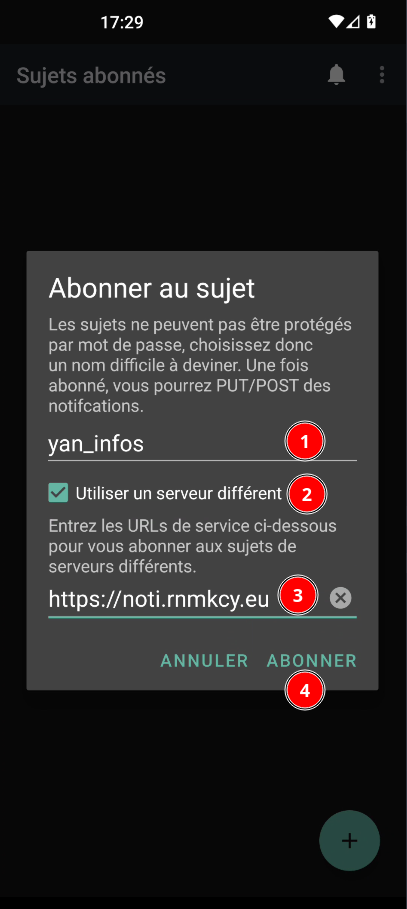 17:29
Sujets abonnés
Abonner au sujet
Les sujets ne peuvent pas être protégés
par mot de passe, choisissez donc
un nom difficile à deviner. Une fois
abonné, vous pourrez PUT/POST des
notifcations.
yan_infos 1
Utiliser un serveur différent 2
Entrez les URLs de service ci-dessous
pour vous abonner aux sujets de
serveurs différents.
https://noti.rnmkcy.eu 3
ANNULER ABONNER
4